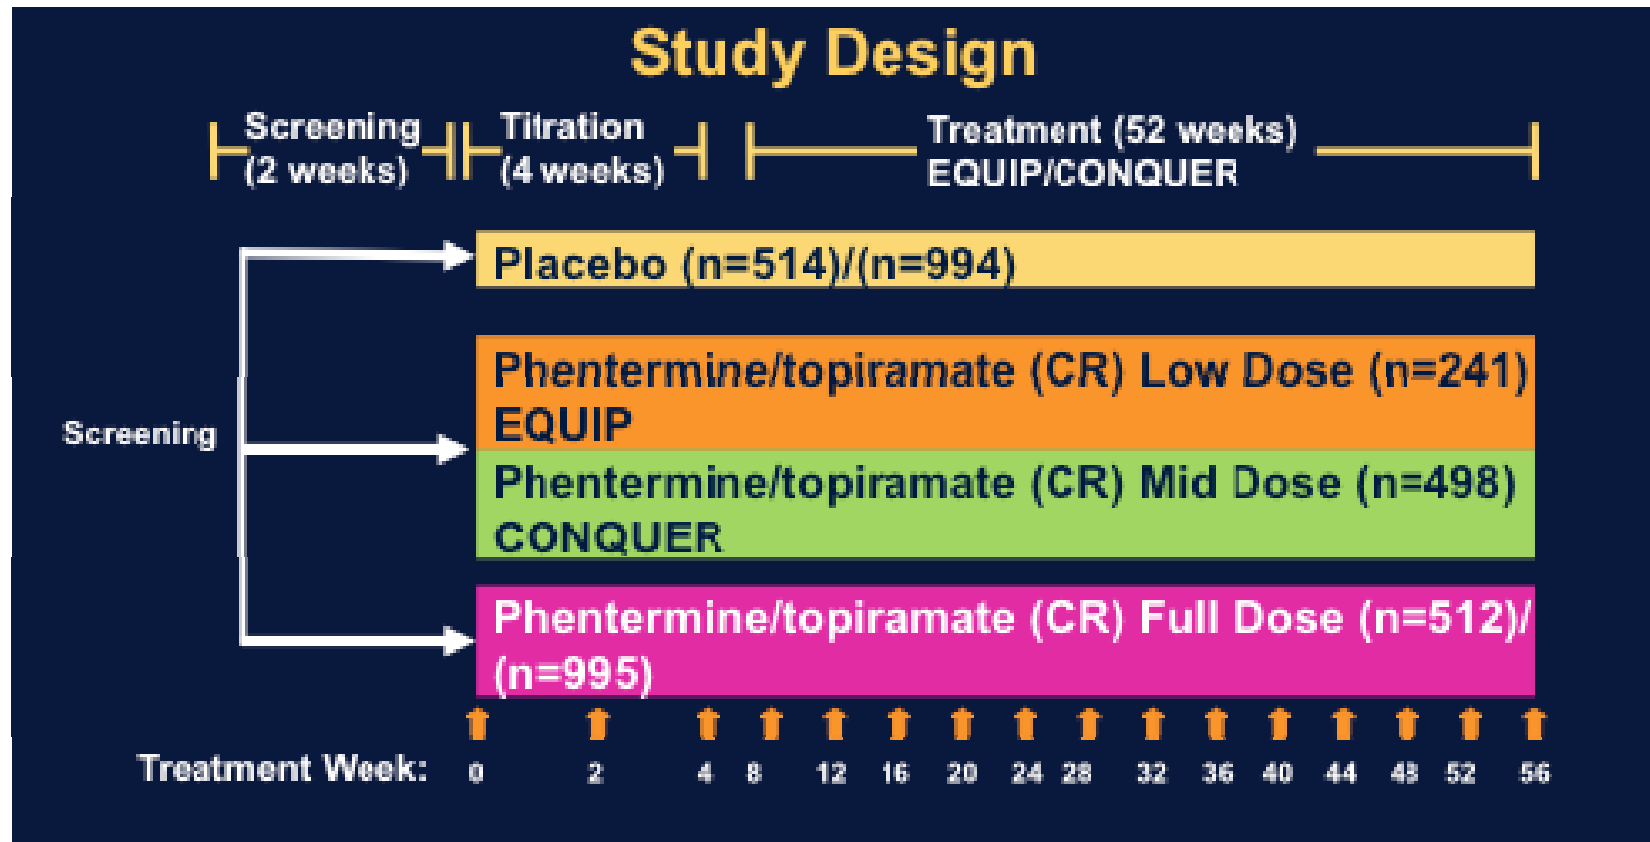 Study Design
Screening
(2 weeks)
Titration
(4 weeks)
Treatment (52 weeks)
EQUIP/CONQUER
Placebo (n=514)/(n=994)
Phentermine/topiramate (CR) Low Dose (n=241)
EQUIP
Screening
Phentermine/topiramate (CR) Mid Dose (n=498)
CONQUER
Phentermine/topiramate (CR) Full Dose (n=512)/
(n=995)
Treatment Week: 0 2 4 8 12 16 20 24 28 32 36 40 44 48 52 56